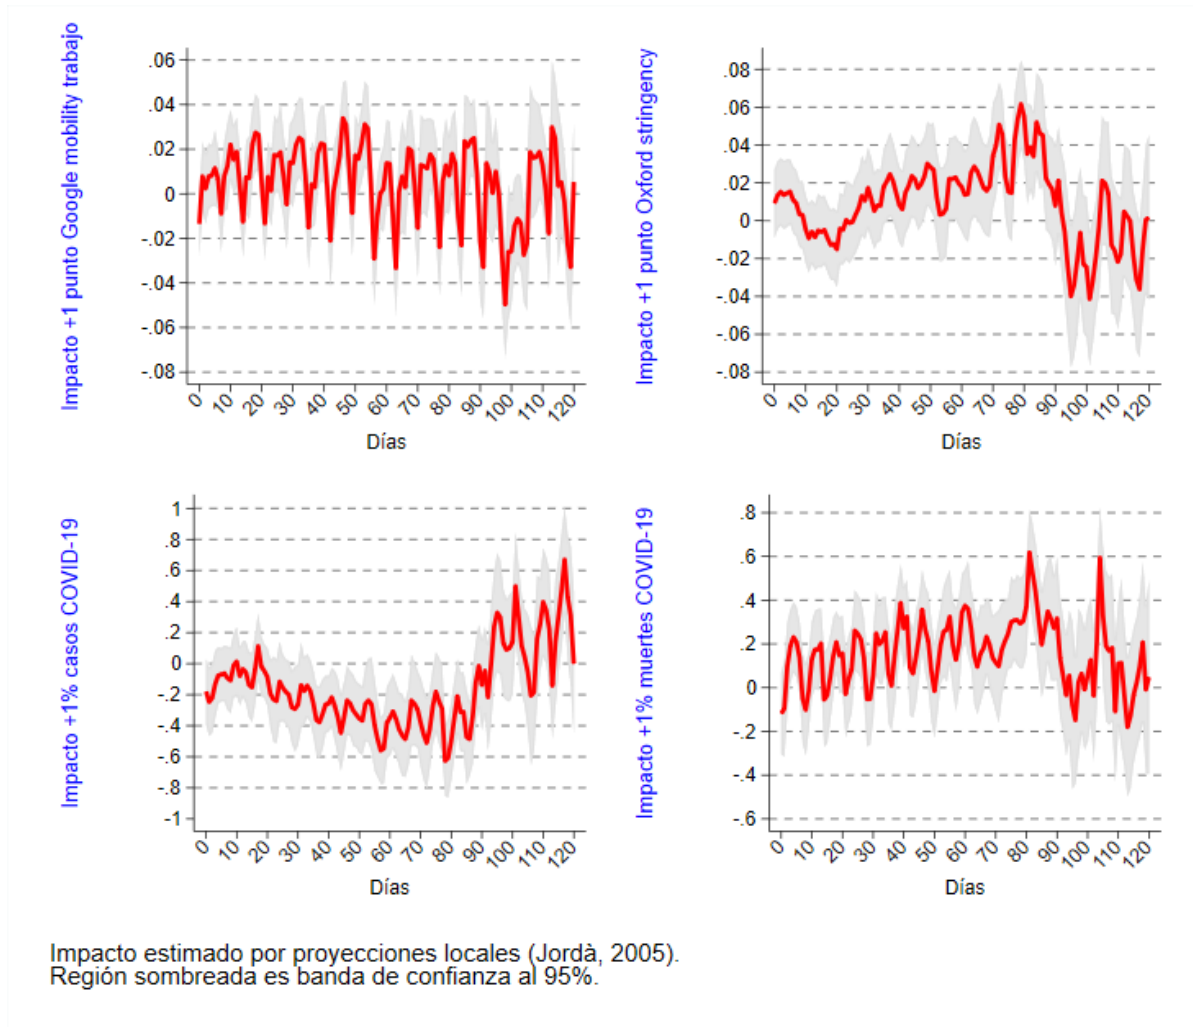 Impacto +1 punto Google mobility trabajo
.06
.04
.02
0
-.02
-.04
-.06
-.08
0 10 20 30 40 50 60 70 80 90 100 110 120
Días
Impacto +1 punto Oxford stringency
.08
.06
.04
.02
0
-.02
-.04
-.06
-.08
0 10 20 30 40 50 60 70 80 90 100 110 120
Días
Impacto +1% casos COVID-19
1
.8
.6
.4
.2
0
-.2
-.4
-.6
-.8
-1
0 10 20 30 40 50 60 70 80 90 100 110 120
Días
Impacto +1% muertes COVID-19
.8
.6
.4
.2
0
-.2
-.4
-.6
0 10 20 30 40 50 60 70 80 90 100 110 120
Días
Impacto estimado por proyecciones locales (Jordà, 2005).
Región sombreada es banda de confianza al 95%.